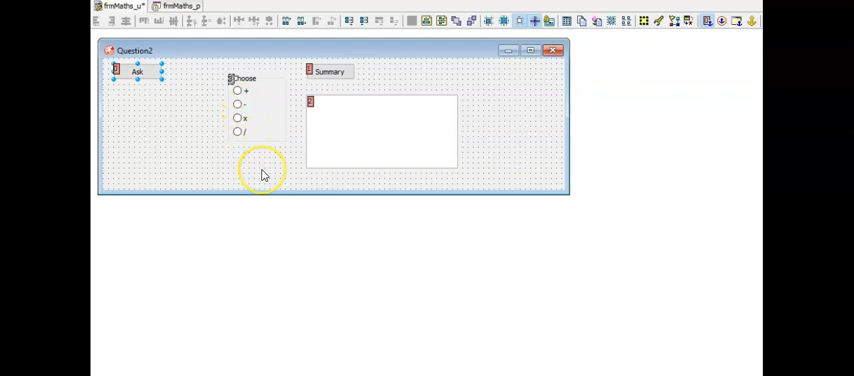 frmMaths_u* frmMaths_p
Question2
Ask
Choose
+
-
x
/
Summary